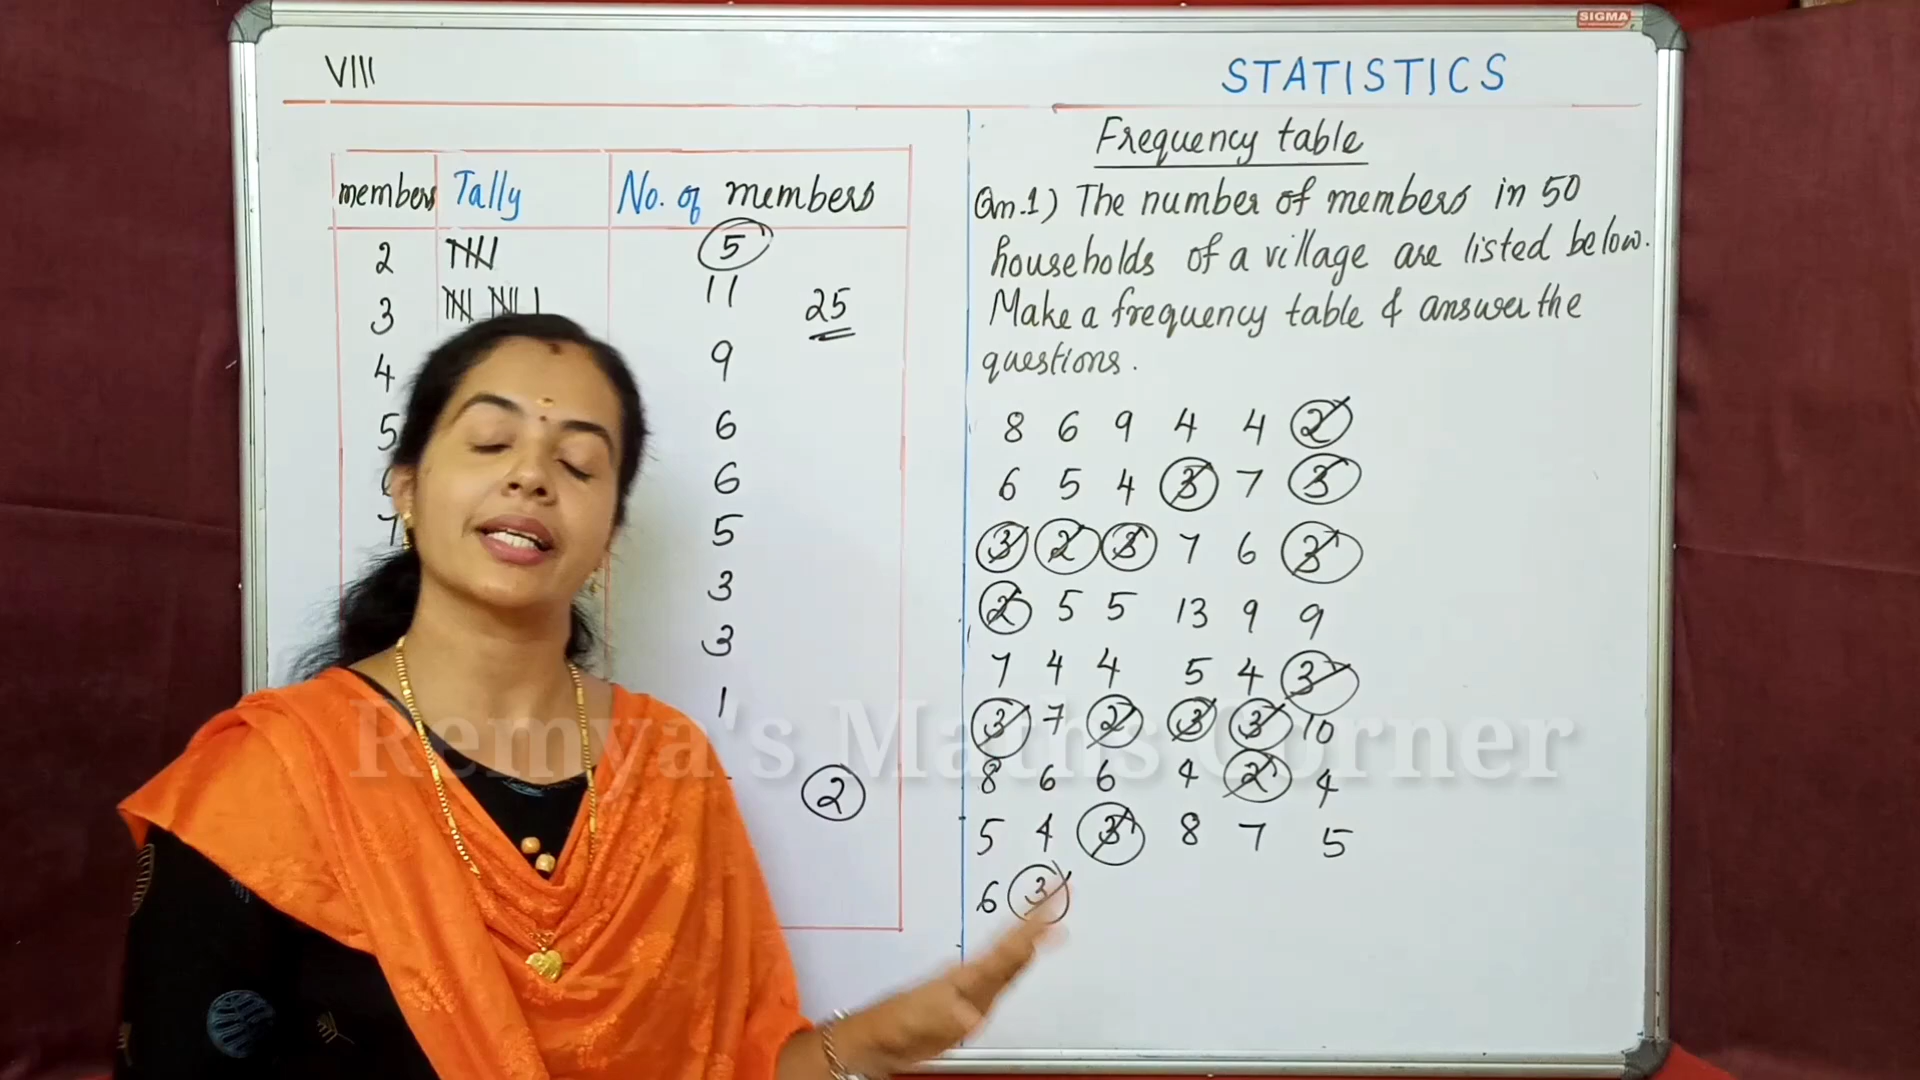 SIGMA
VIII
STATISTICS
members Tally No. of members
2 5
3 11 25
4 9
5 6
6
7 5
3
3
1
2
Frequency table
Qn.1) The number of members in 50
households of a village are listed below.
Make a frequency table & answer the
questions.
8 6 9 4 4 2
6 5 4 3 7 3
3 2 3 7 6 3
2 5 5 13 9 9
7 4 4 5 4 3
3 7 2 3 3 10
8 6 6 4 2 4
5 4 3 8 7 5
6 3
Remya's Maths Corner